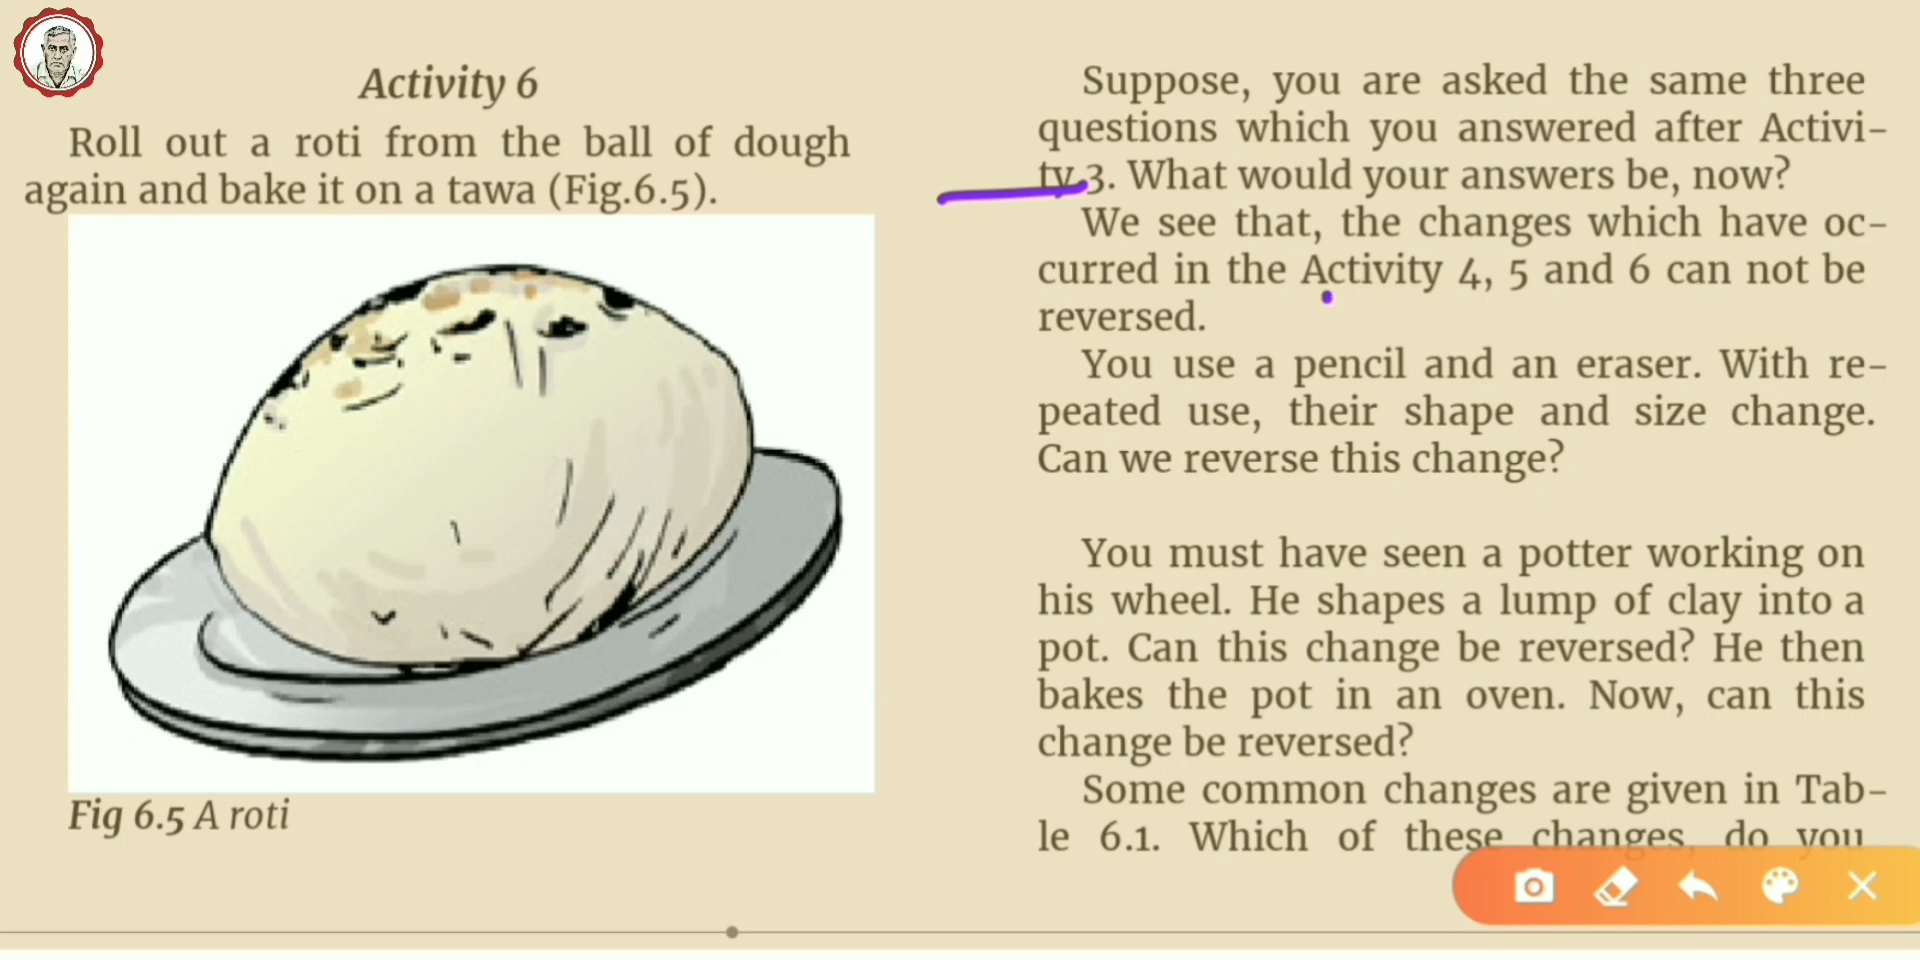 Activity 6
Roll out a roti from the ball of dough
again and bake it on a tawa (Fig.6.5).
Fig 6.5 A roti
Suppose, you are asked the same three
questions which you answered after Activi-
ty 3. What would your answers be, now?
We see that, the changes which have oc-
curred in the Activity 4, 5 and 6 can not be
reversed.
You use a pencil and an eraser. With re-
peated use, their shape and size change.
Can we reverse this change?
You must have seen a potter working on
his wheel. He shapes a lump of clay into a
pot. Can this change be reversed? He then
bakes the pot in an oven. Now, can this
change be reversed?
Some common changes are given in Tab-
le 6.1. Which of these changes, do you